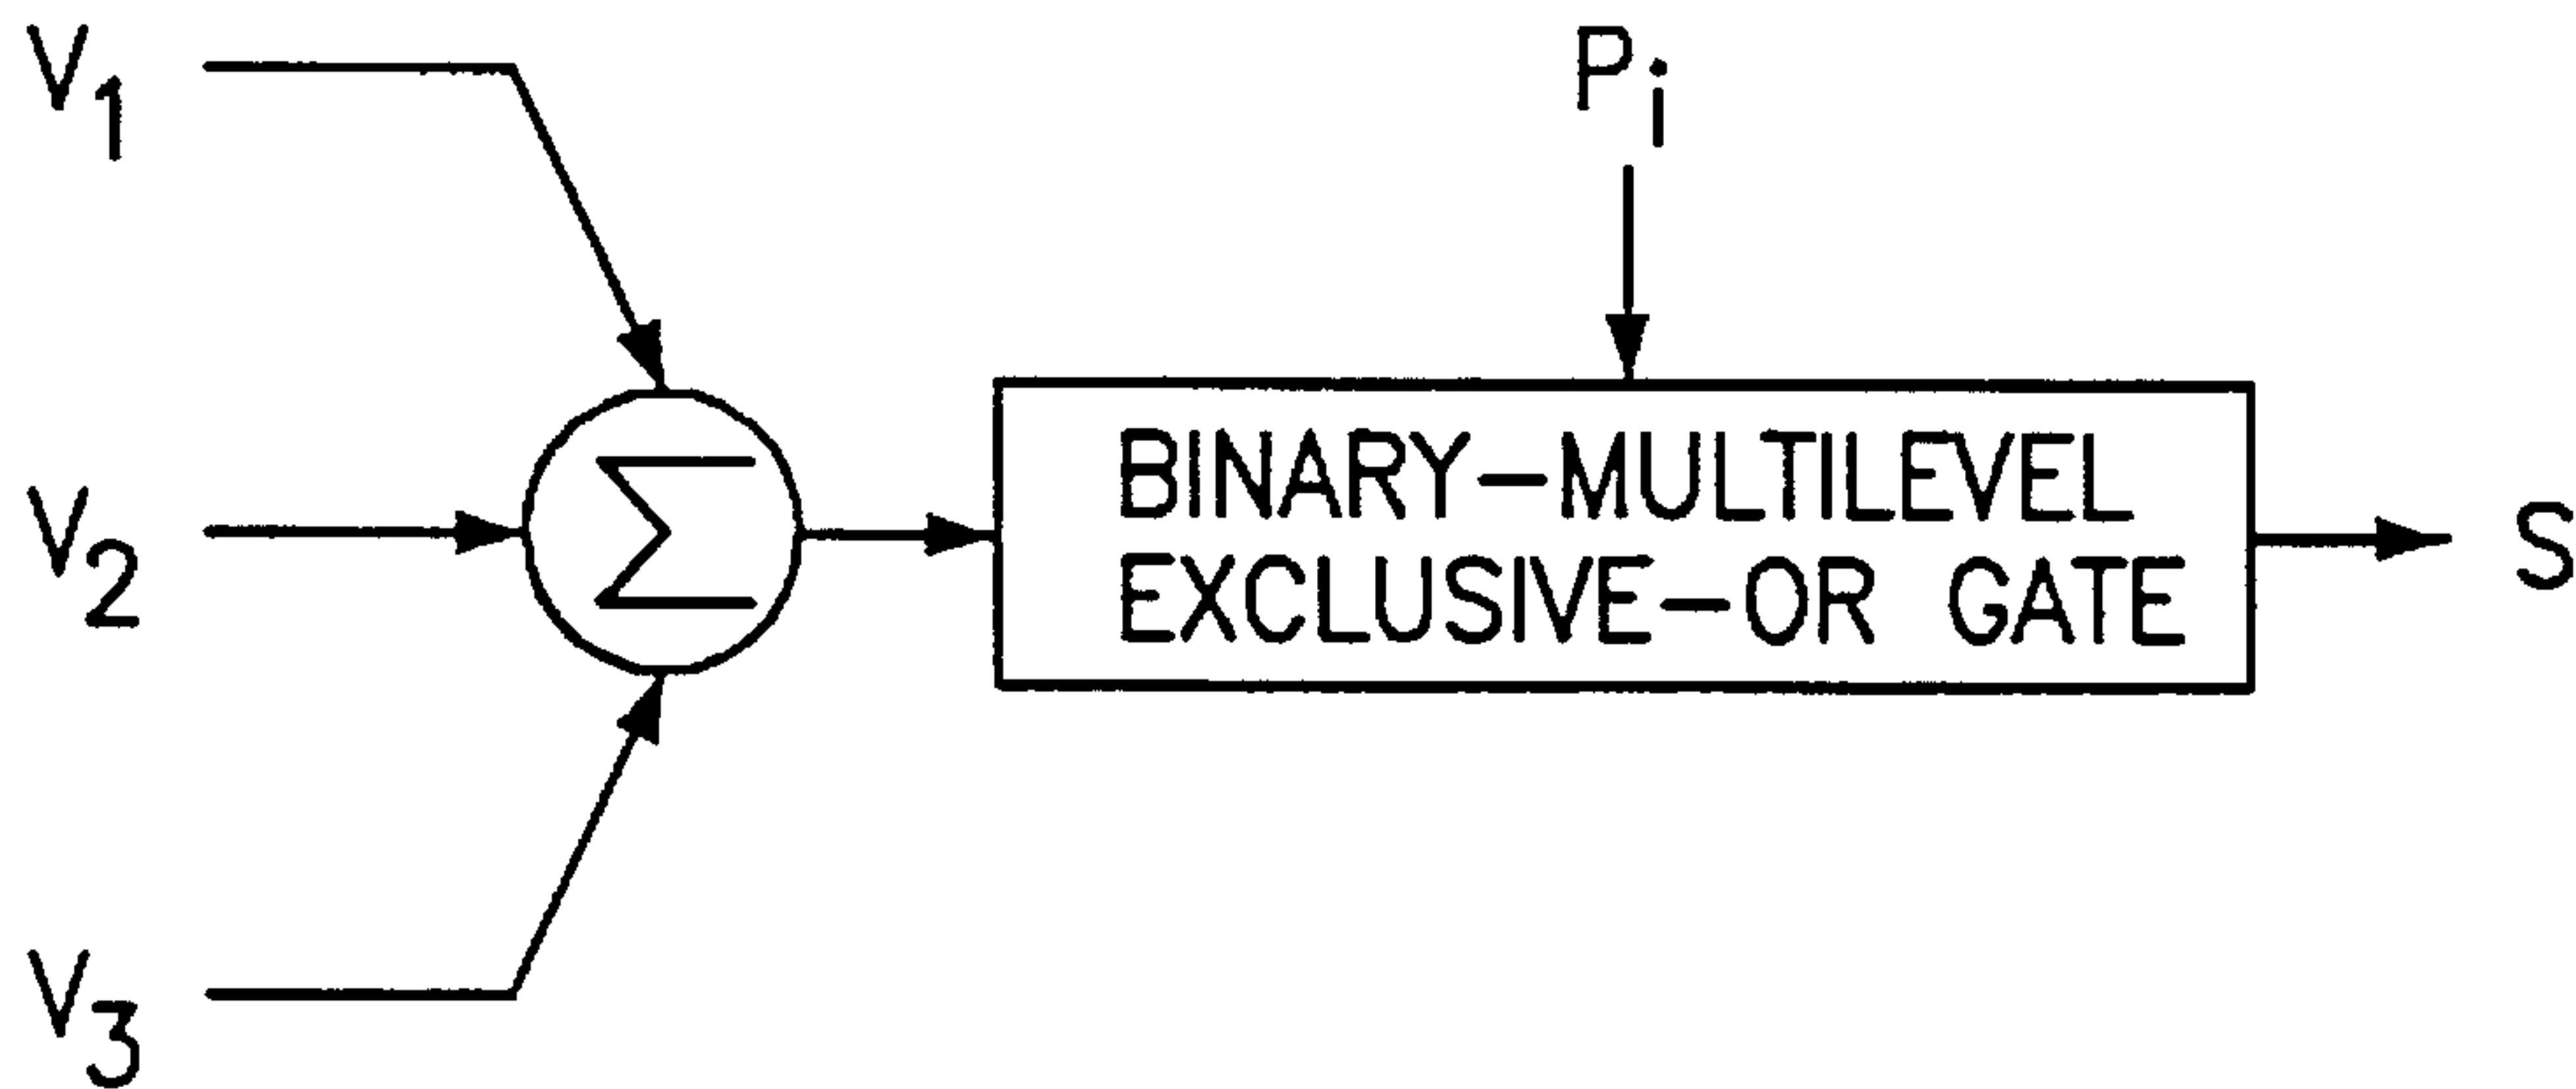 V1
Pi
V2
Σ
BINARY-MULTILEVEL
EXCLUSIVE-OR GATE
S
V3